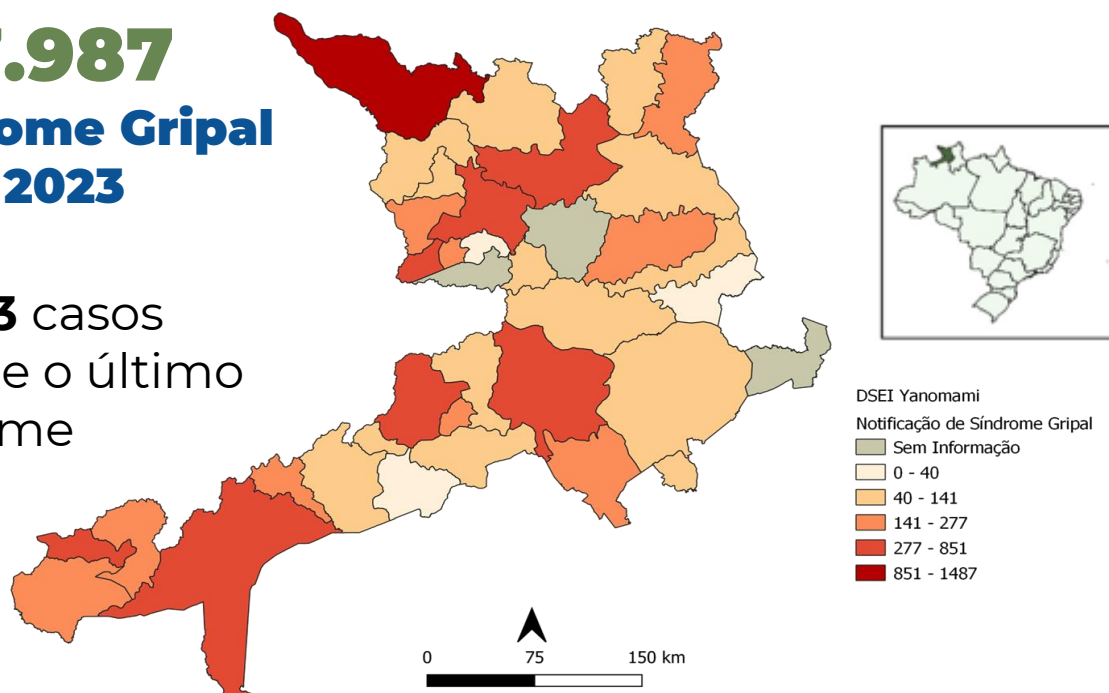 .987
ome Gripal
2023
3 casos
e o último
me
DSEI Yanomami
Notificação de Síndrome Gripal
Sem Informação
0 - 40
40 - 141
141 - 277
277 - 851
851 - 1487
0 75 150 km